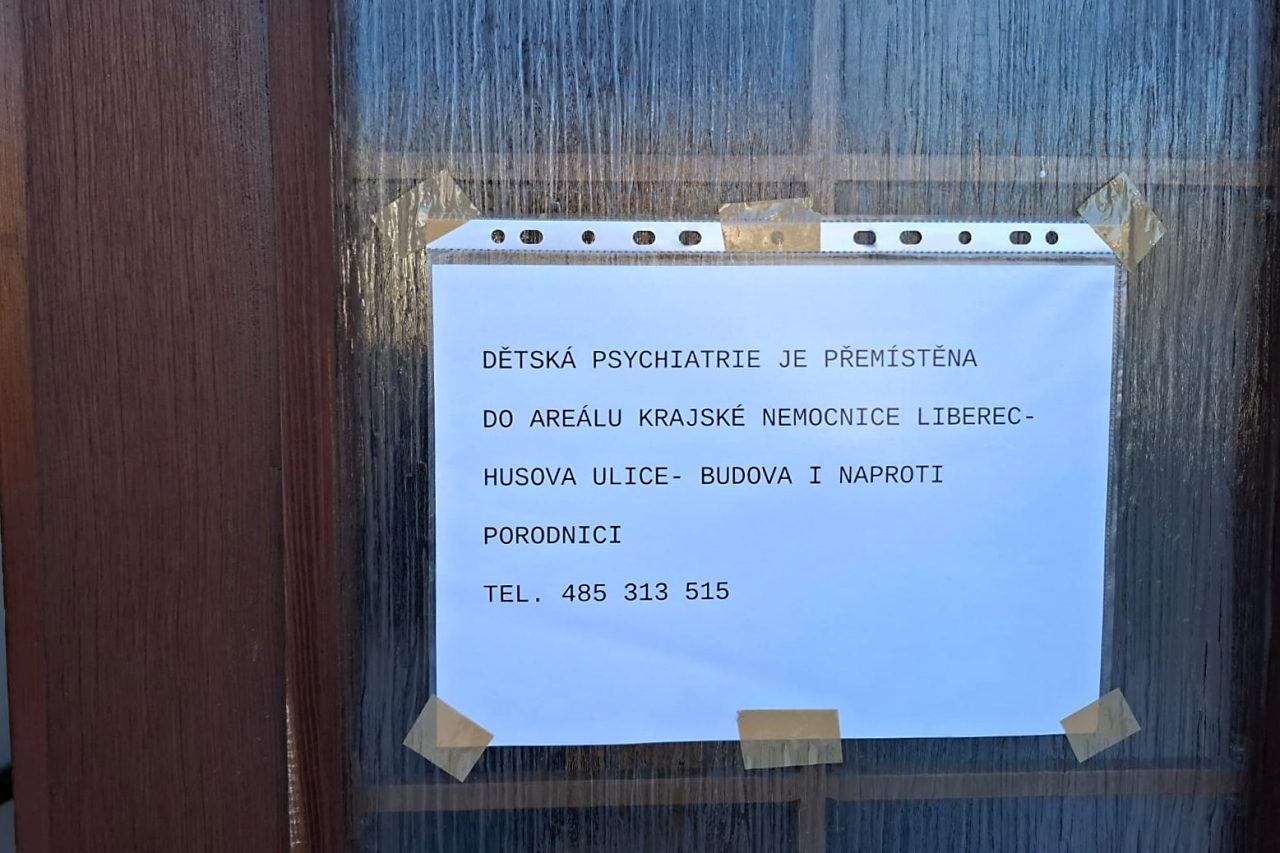 DĚTSKÁ PSYCHIATRIE JE PŘEMÍSTĚNA
DO AREÁLU KRAJSKÉ NEMOCNICE LIBEREC-
HUSOVA ULICE- BUDOVA I NAPROTI
PORODNICI
TEL. 485 313 515